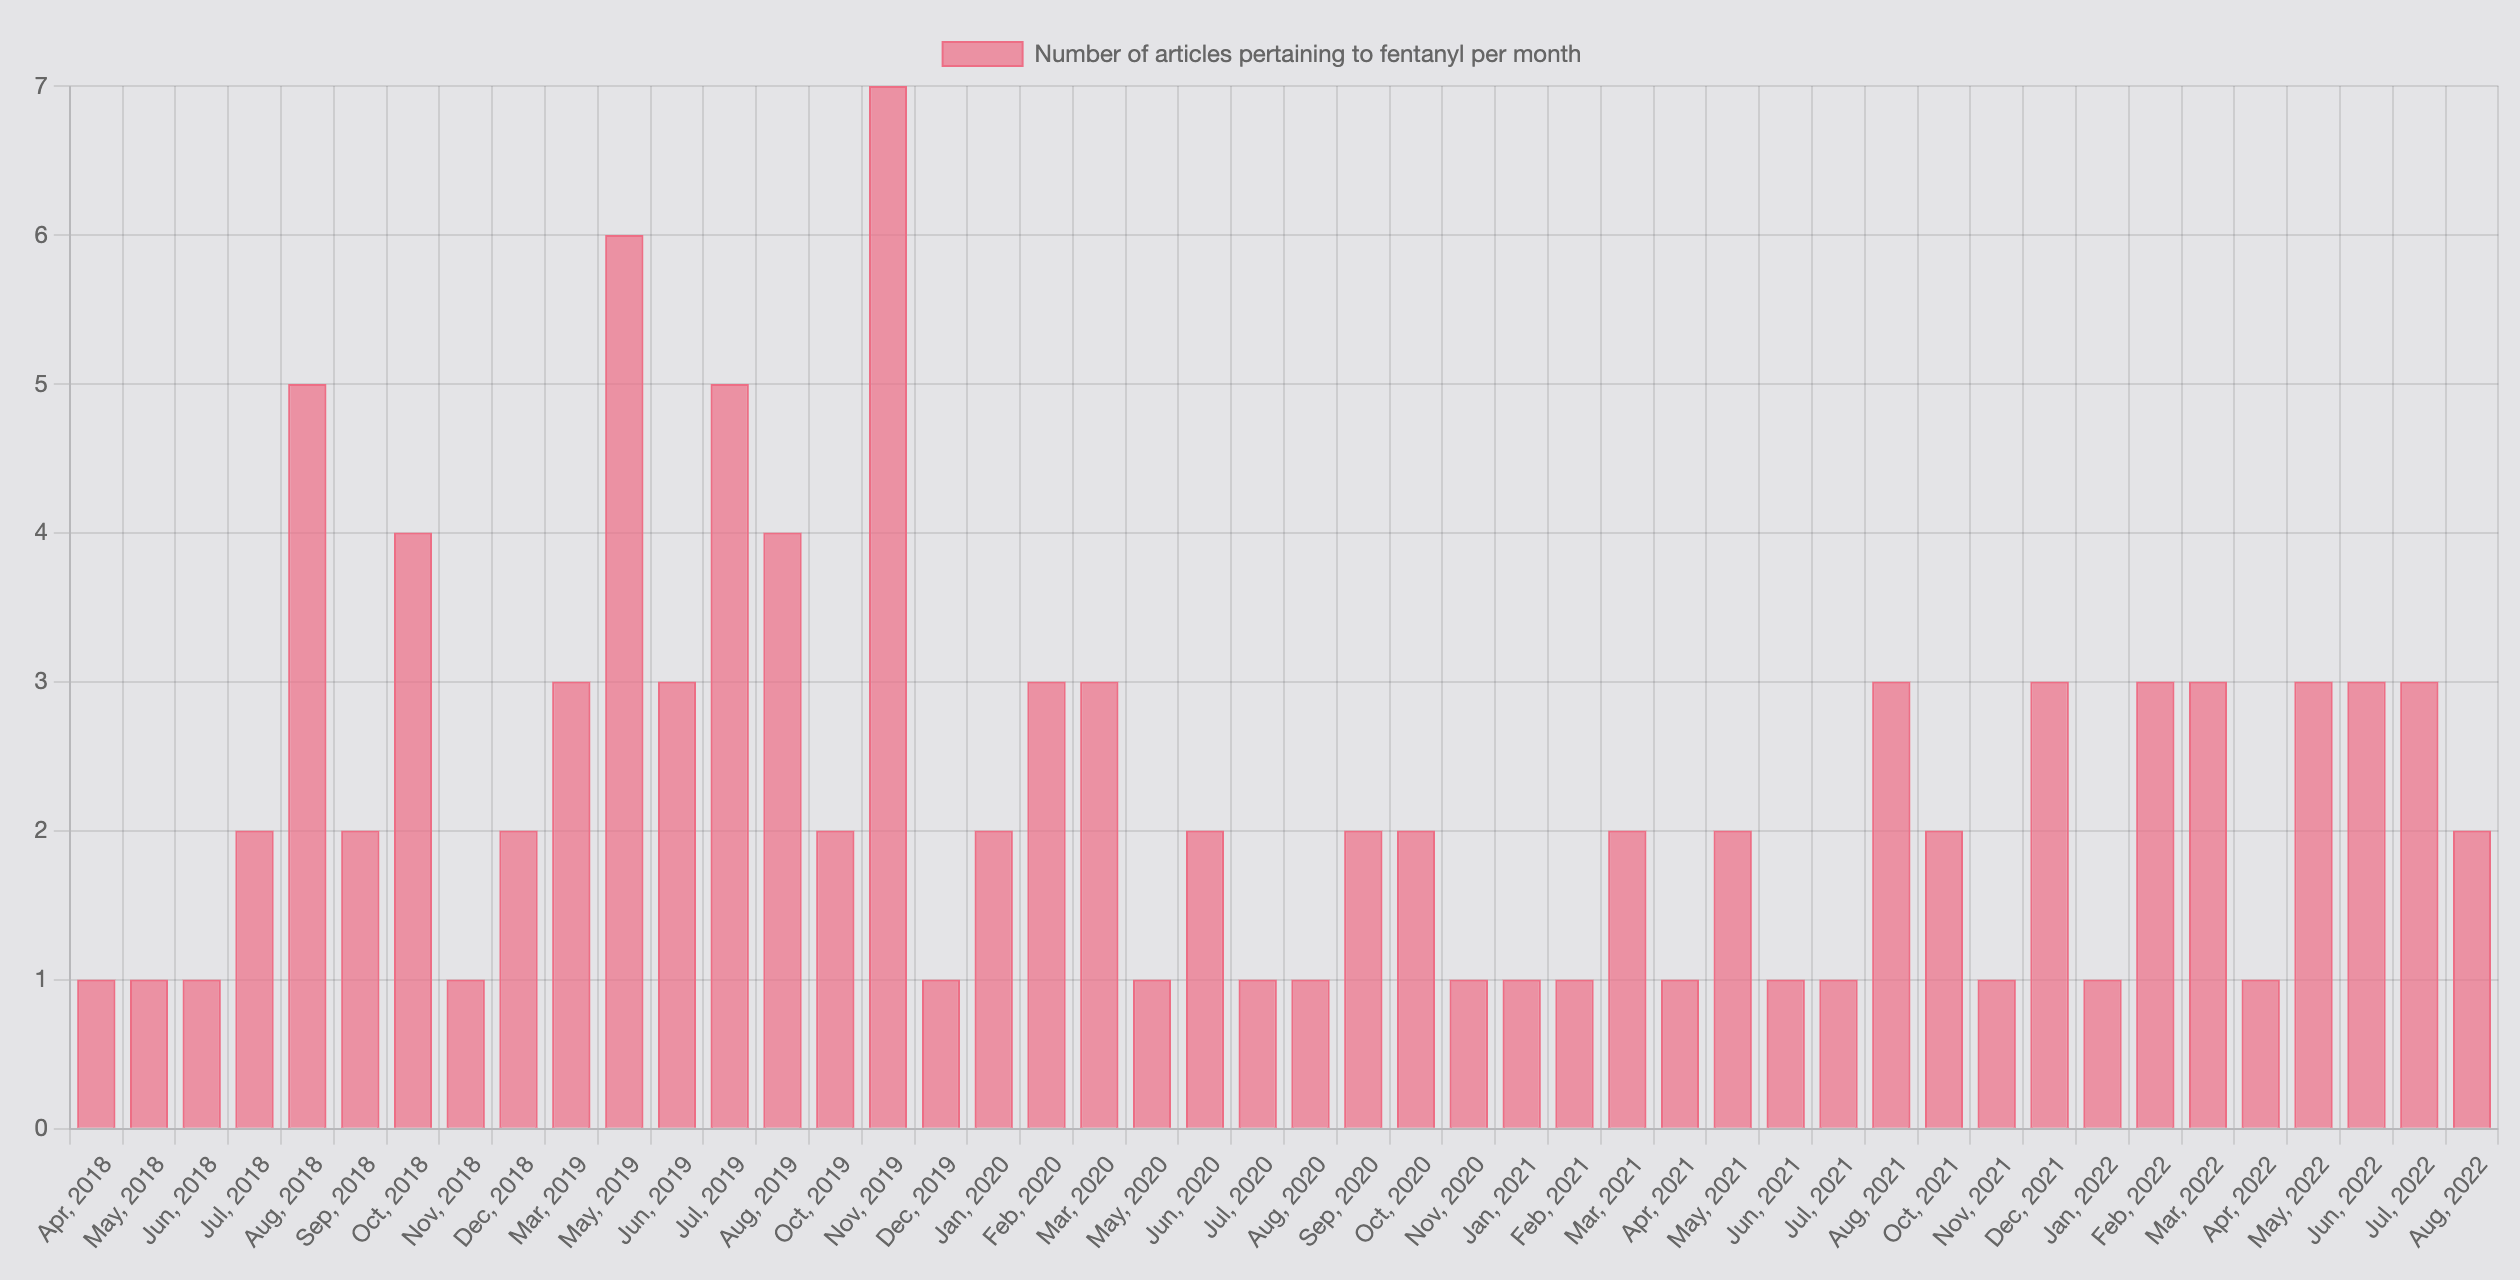 Number of articles pertaining to fentanyl per month
7
6
5
4
3
2
1
0
Apr, 2018
May, 2018
Jun, 2018
Jul, 2018
Aug, 2018
Sep, 2018
Oct, 2018
Nov, 2018
Dec, 2018
Mar, 2019
May, 2019
Jun, 2019
Jul, 2019
Aug, 2019
Oct, 2019
Nov, 2019
Dec, 2019
Jan, 2020
Feb, 2020
Mar, 2020
May, 2020
Jun, 2020
Jul, 2020
Aug, 2020
Sep, 2020
Oct, 2020
Nov, 2020
Jan, 2021
Feb, 2021
Mar, 2021
Apr, 2021
May, 2021
Jun, 2021
Jul, 2021
Aug, 2021
Oct, 2021
Nov, 2021
Dec, 2021
Jan, 2022
Feb, 2022
Mar, 2022
Apr, 2022
May, 2022
Jun, 2022
Jul, 2022
Aug, 2022